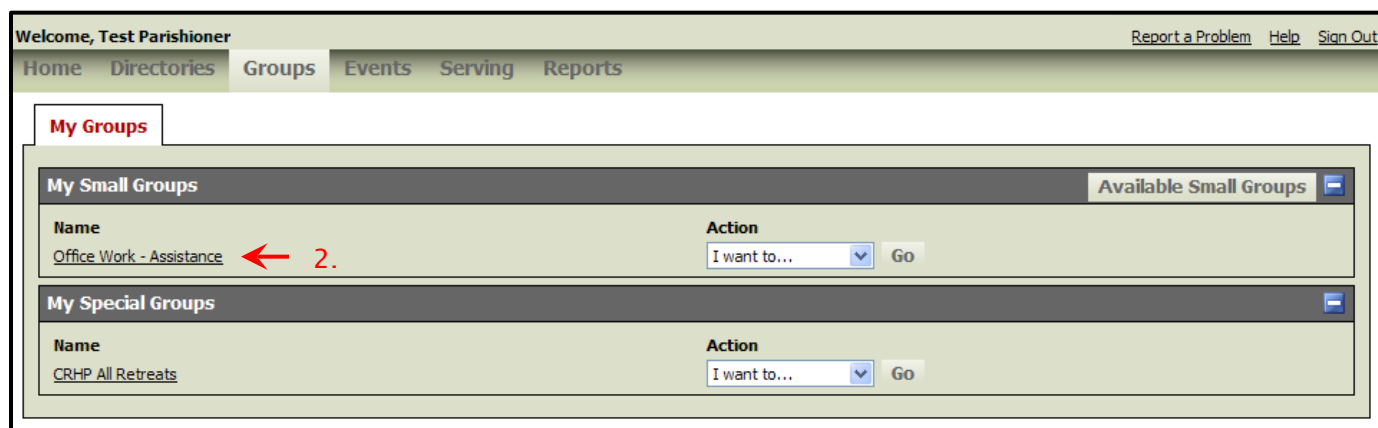 Welcome, Test Parishioner Report a Problem Help Sign Out
Home Directories Groups Events Serving Reports
My Groups
My Small Groups Available Small Groups
Name Action
Office Work - Assistance 2. I want to... Go
My Special Groups
Name Action
CRHP All Retreats I want to... Go